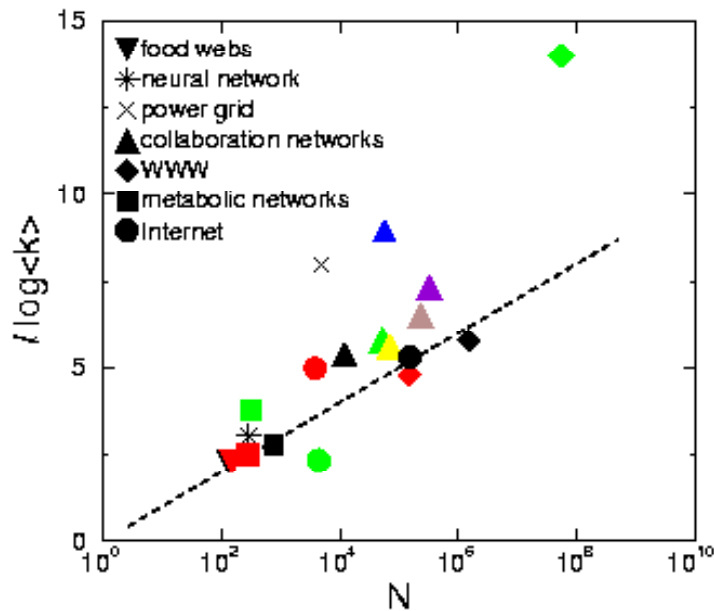 15
food webs
neural network
power grid
collaboration networks
WWW
metabolic networks
Internet
10
5
0
l log<k>
10^0 10^2 10^4 10^6 10^8 10^10
N